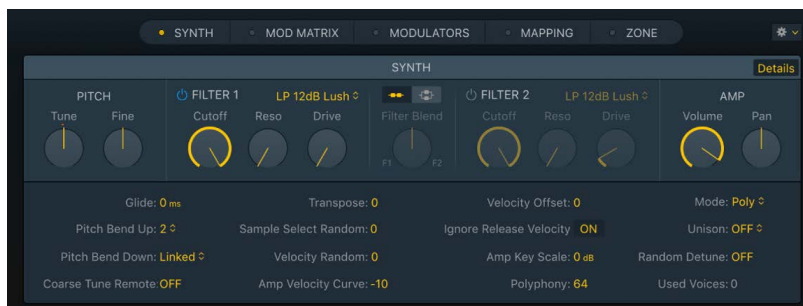 SYNTH MOD MATRIX MODULATORS MAPPING ZONE
SYNTH Details
PITCH FILTER 1 LP 12dB Lush FILTER 2 LP 12dB Lush AMP
Tune Fine Cutoff Reso Drive Filter Blend Cutoff Reso Drive Volume Pan
F1 F2
Glide: 0 ms Transpose: 0 Velocity Offset: 0 Mode: Poly
Pitch Bend Up: 2 Sample Select Random: 0 Ignore Release Velocity ON Unison: OFF
Pitch Bend Down: Linked Velocity Random: 0 Amp Key Scale: 0 dB Random Detune: OFF
Coarse Tune Remote: OFF Amp Velocity Curve: -10 Polyphony: 64 Used Voices: 0